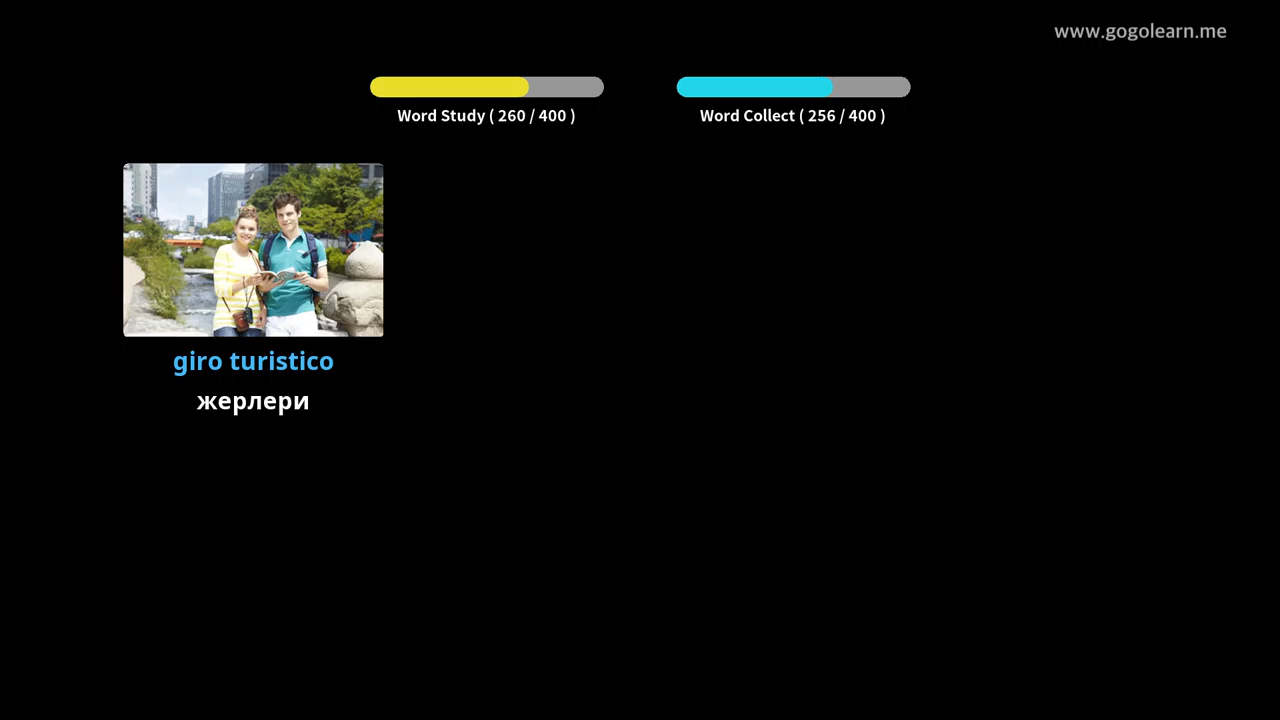 www.gogolearn.me
Word Study ( 260 / 400 )
Word Collect ( 256 / 400 )
giro turistico
жерлери